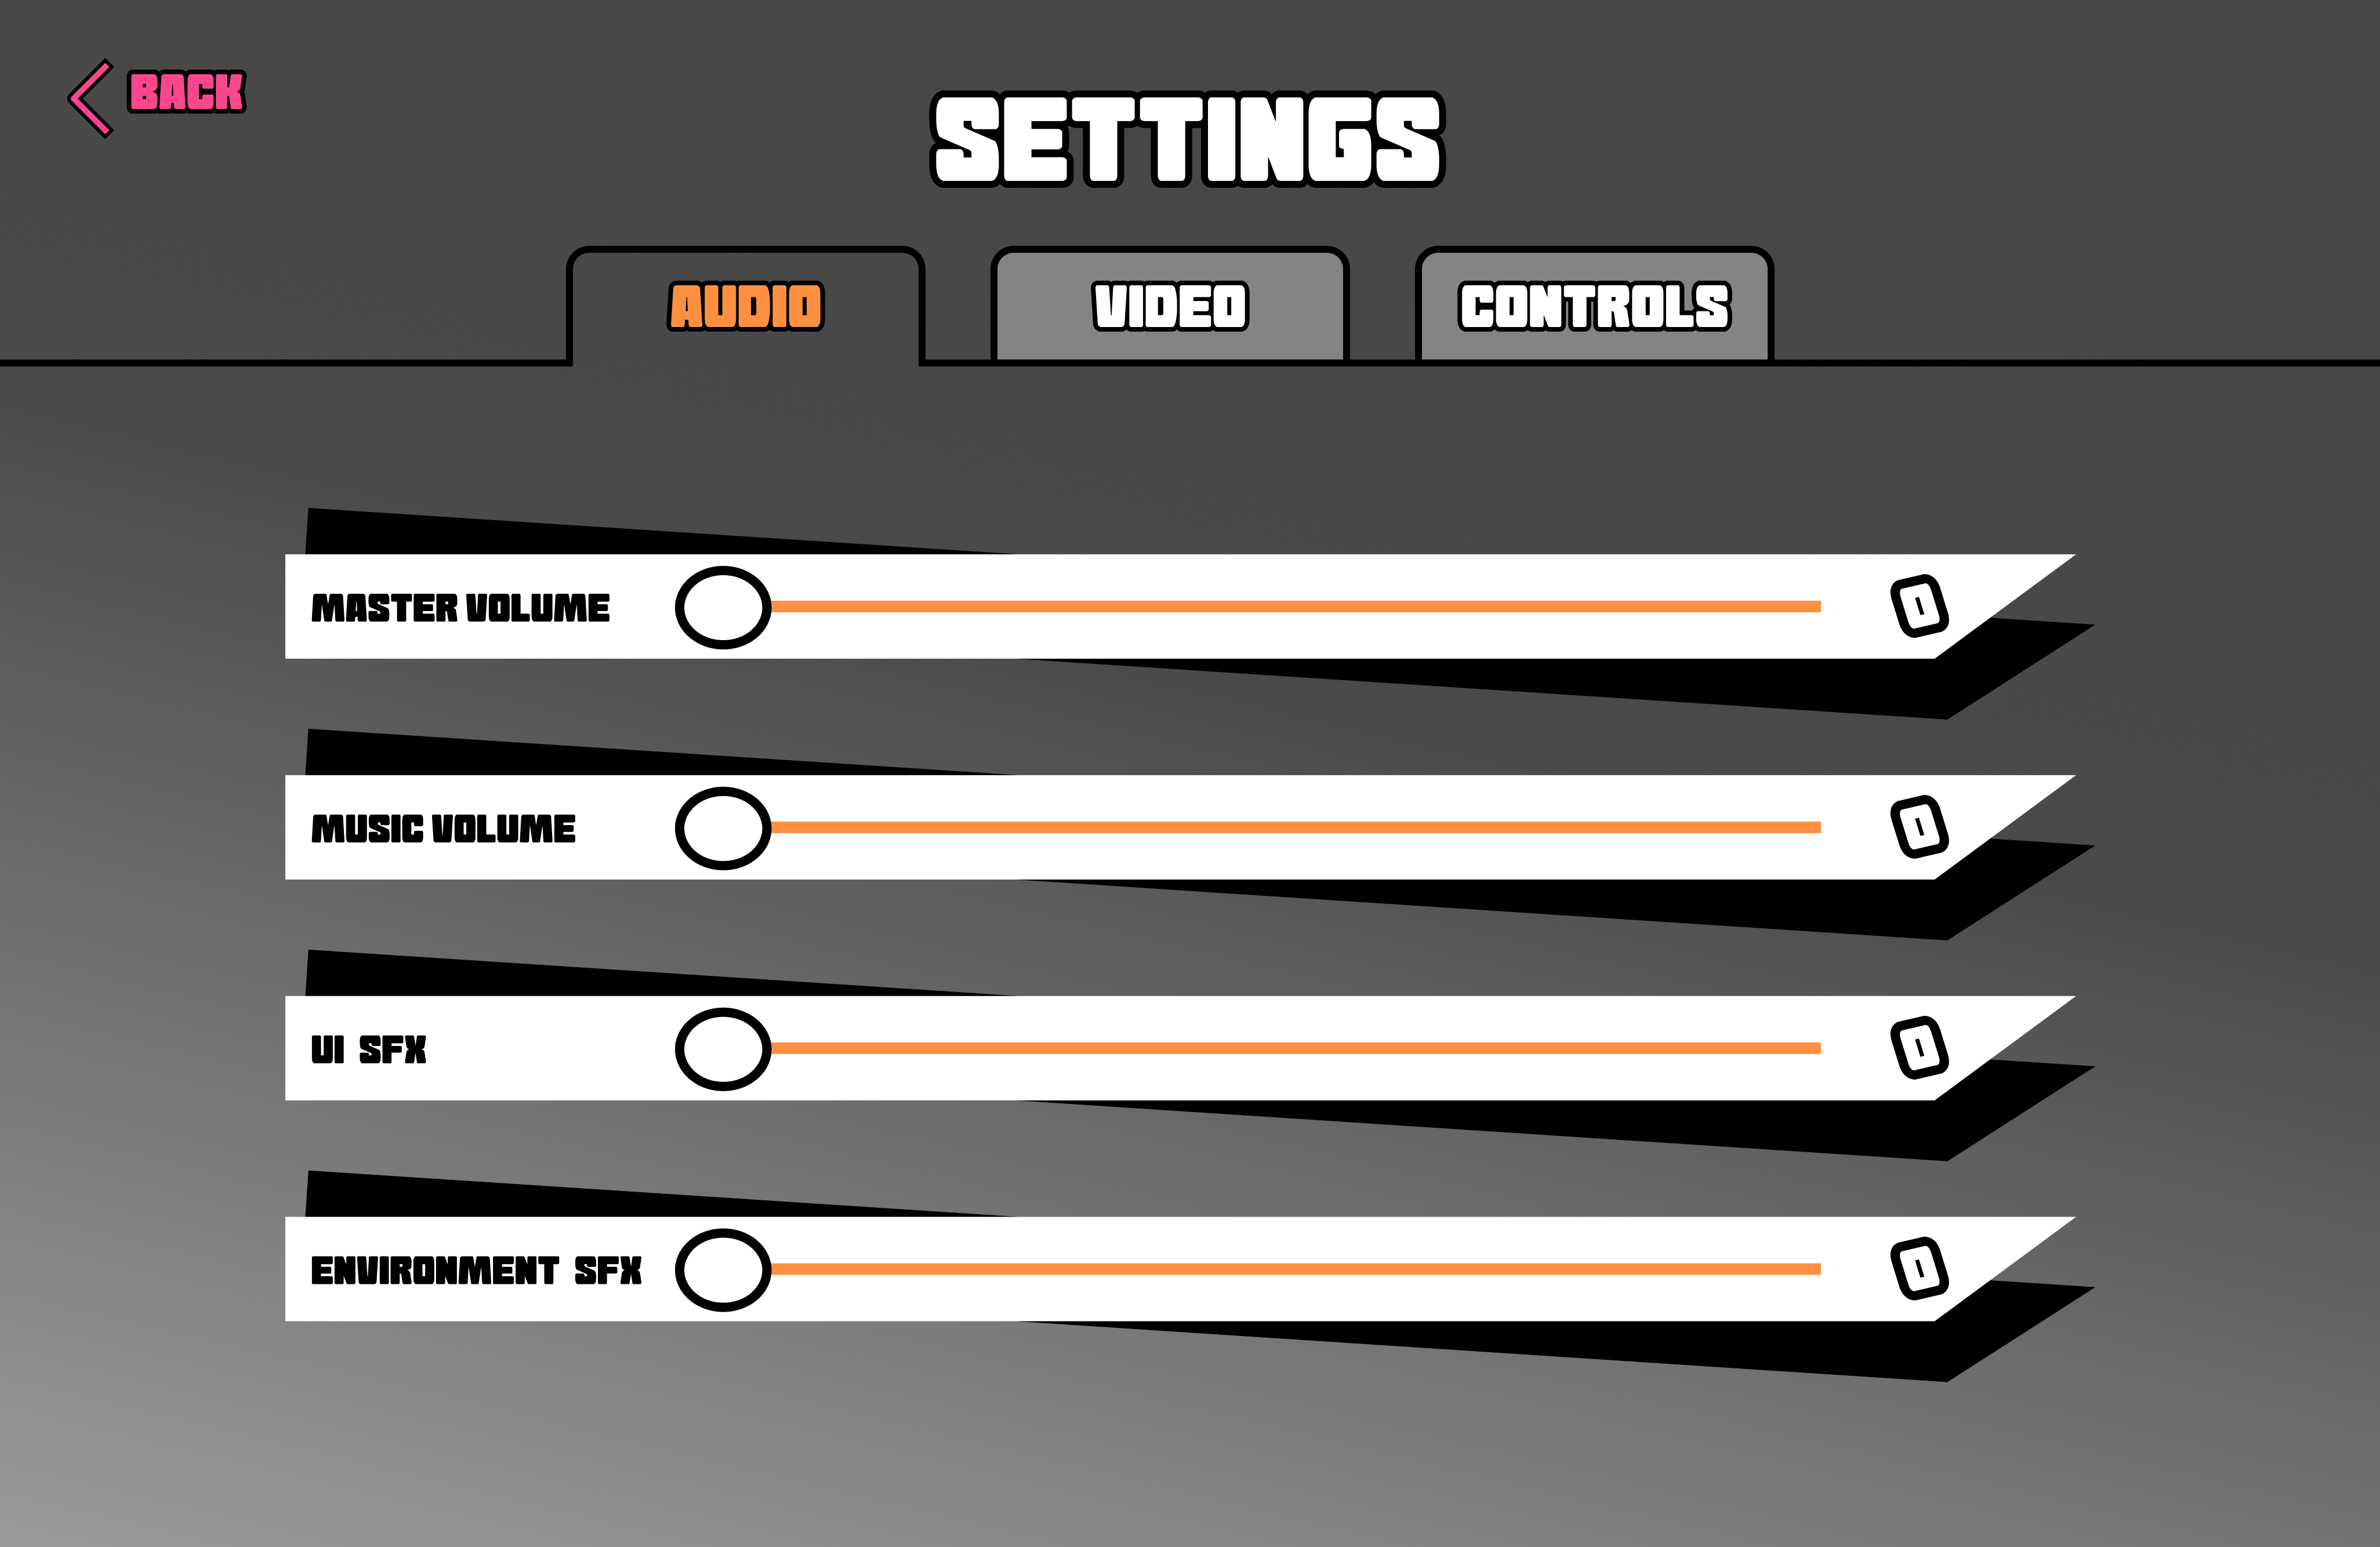 BACK
SETTINGS
AUDIO
VIDEO
CONTROLS
MASTER VOLUME
0
MUSIC VOLUME
0
UI SFX
0
ENVIRONMENT SFX
0